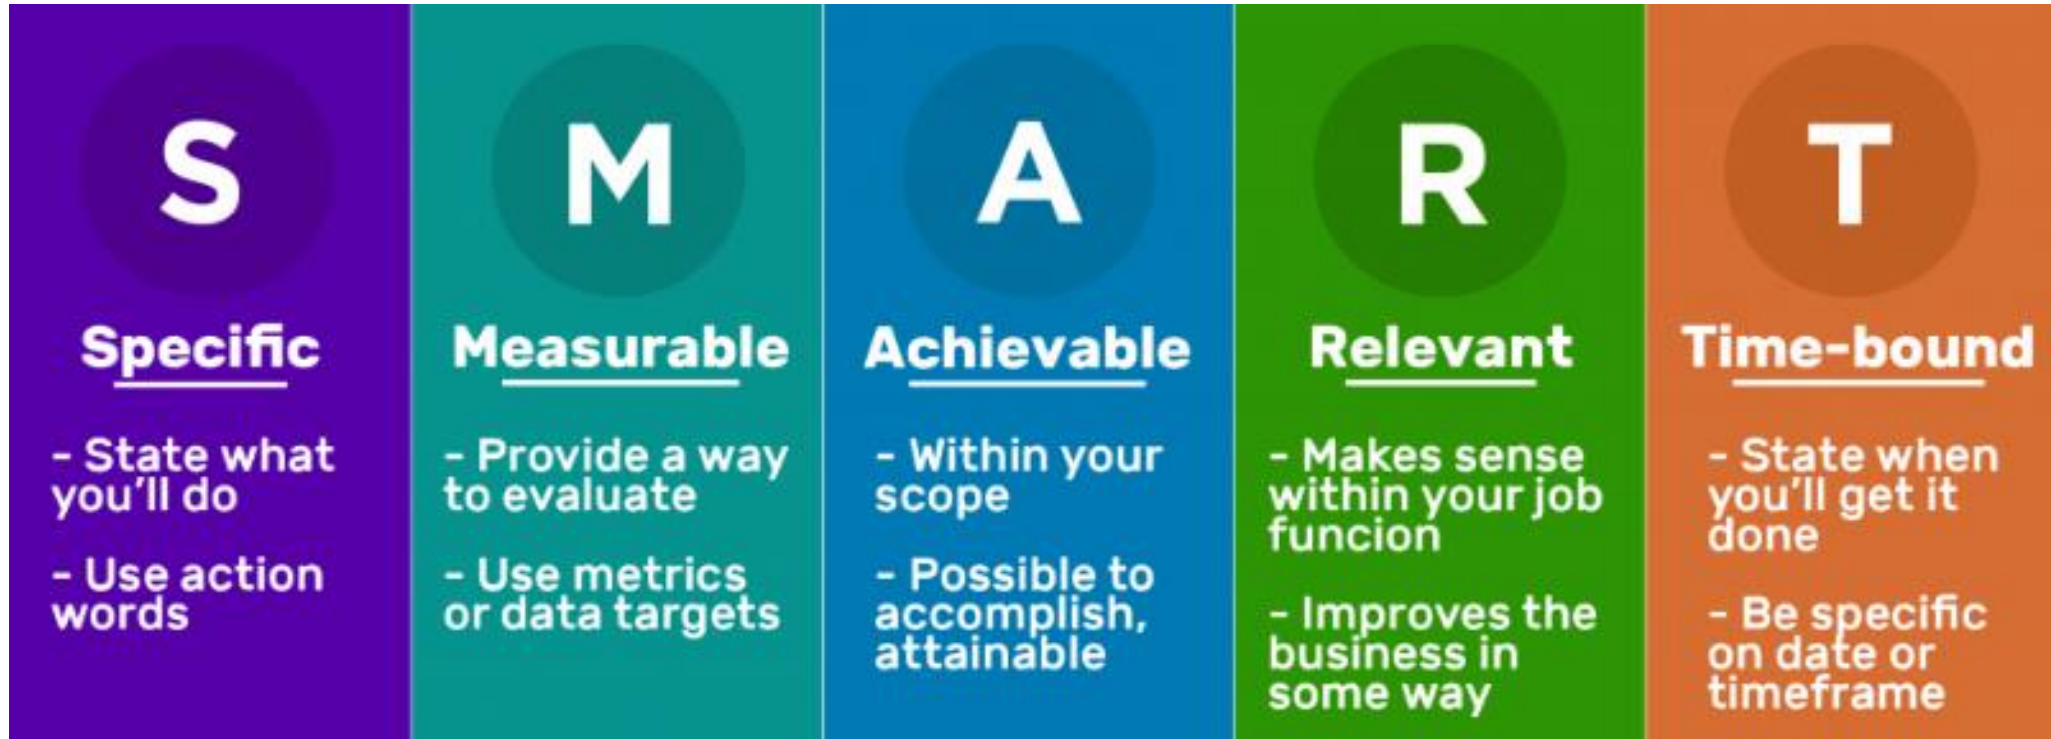 S
Specific
- State what
you'll do
- Use action
words
M
Measurable
- Provide a way
to evaluate
- Use metrics
or data targets
A
Achievable
- Within your
scope
- Possible to
accomplish,
attainable
R
Relevant
- Makes sense
within your job
funcion
- Improves the
business in
some way
T
Time-bound
- State when
you'll get it
done
- Be specific
on date or
timeframe